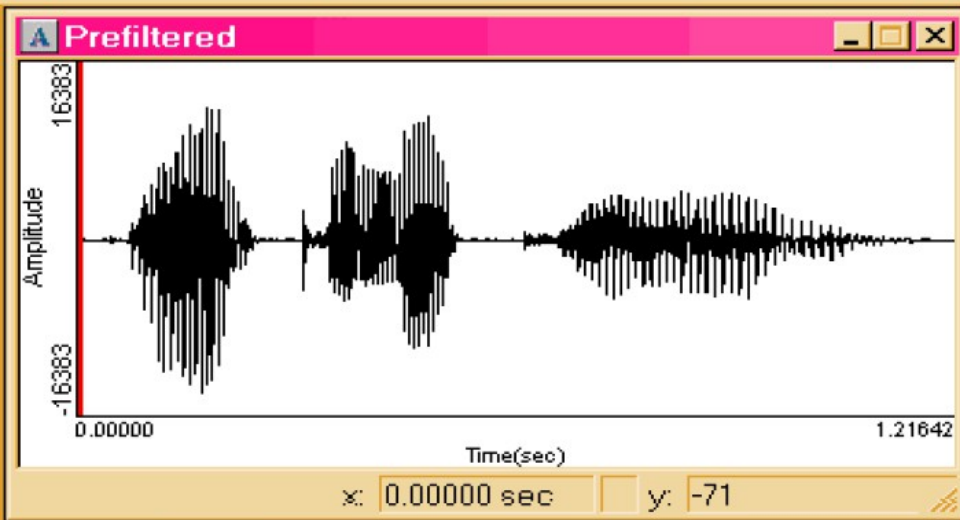 A Prefiltered
16383
Amplitude
-16383
0.00000 1.21642
Time(sec)
x: 0.00000 sec y: -71